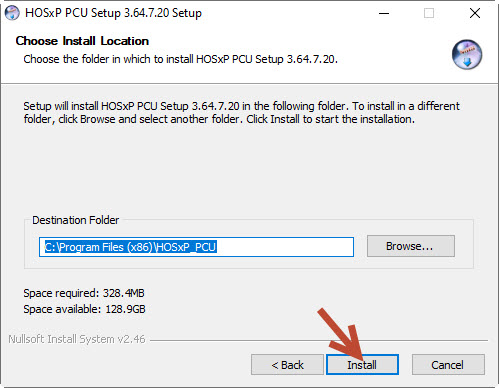 HOSxP PCU Setup 3.64.7.20 Setup
Choose Install Location
Choose the folder in which to install HOSxP PCU Setup 3.64.7.20.
Setup will install HOSxP PCU Setup 3.64.7.20 in the following folder. To install in a different
folder, click Browse and select another folder. Click Install to start the installation.
Destination Folder
C:\Program Files (x86)\HOSxP_PCU
Browse...
Space required: 328.4MB
Space available: 128.9GB
Nullsoft Install System v2.46
< Back
Install
Cancel